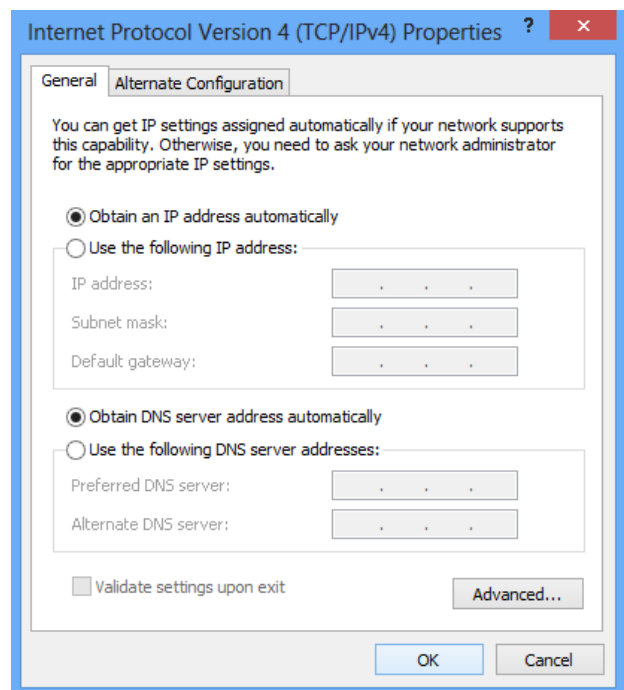 Internet Protocol Version 4 (TCP/IPv4) Properties ? ×
General Alternate Configuration
You can get IP settings assigned automatically if your network supports
this capability. Otherwise, you need to ask your network administrator
for the appropriate IP settings.
Obtain an IP address automatically
Use the following IP address:
IP address: . . .
Subnet mask: . . .
Default gateway: . . .
Obtain DNS server address automatically
Use the following DNS server addresses:
Preferred DNS server: . . .
Alternate DNS server: . . .
Validate settings upon exit
Advanced...
OK Cancel